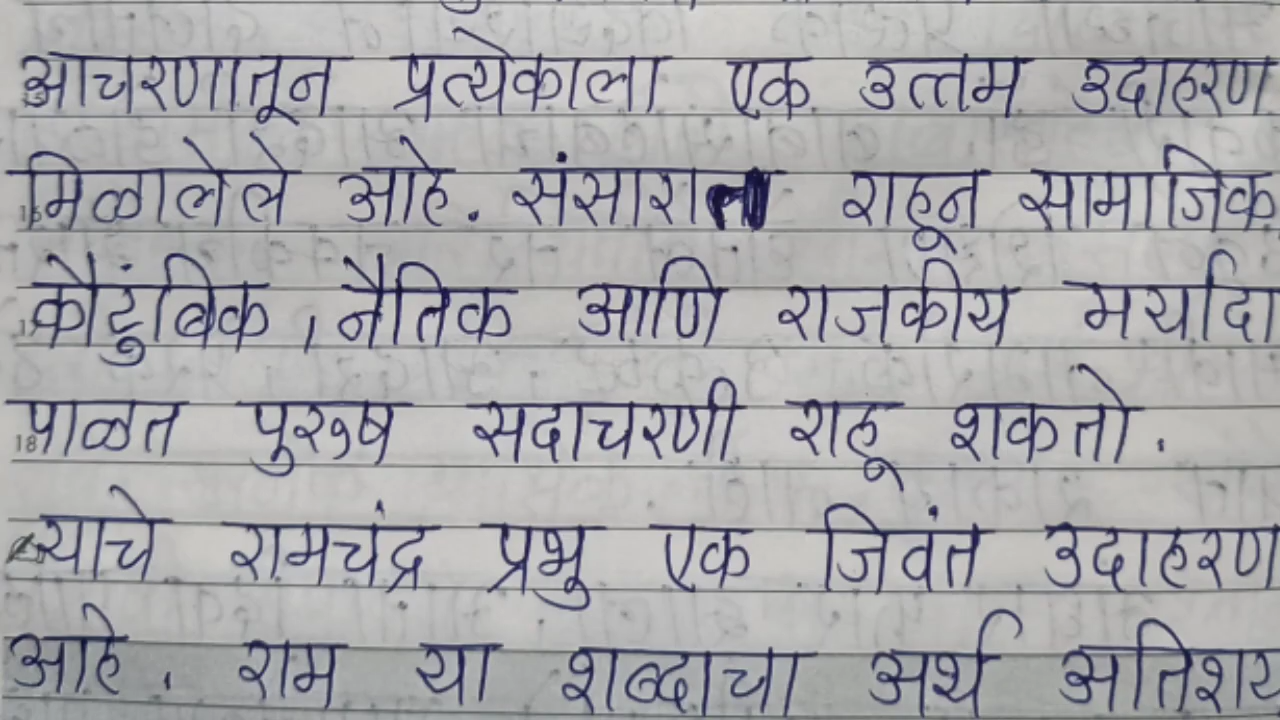 आचरणातून प्रत्येकाला एक उत्तम उदाहरण
मिळालेले आहे. संसारात राहून सामाजिक
कौटुंबिक, नैतिक आणि राजकीय मर्यादा
पाळत पुरुष सदाचरणी राहू शकतो.
त्याचे रामचंद्र प्रभु एक जिवंत उदाहरण
आहे. राम या शब्दाचा अर्थ अतिशय